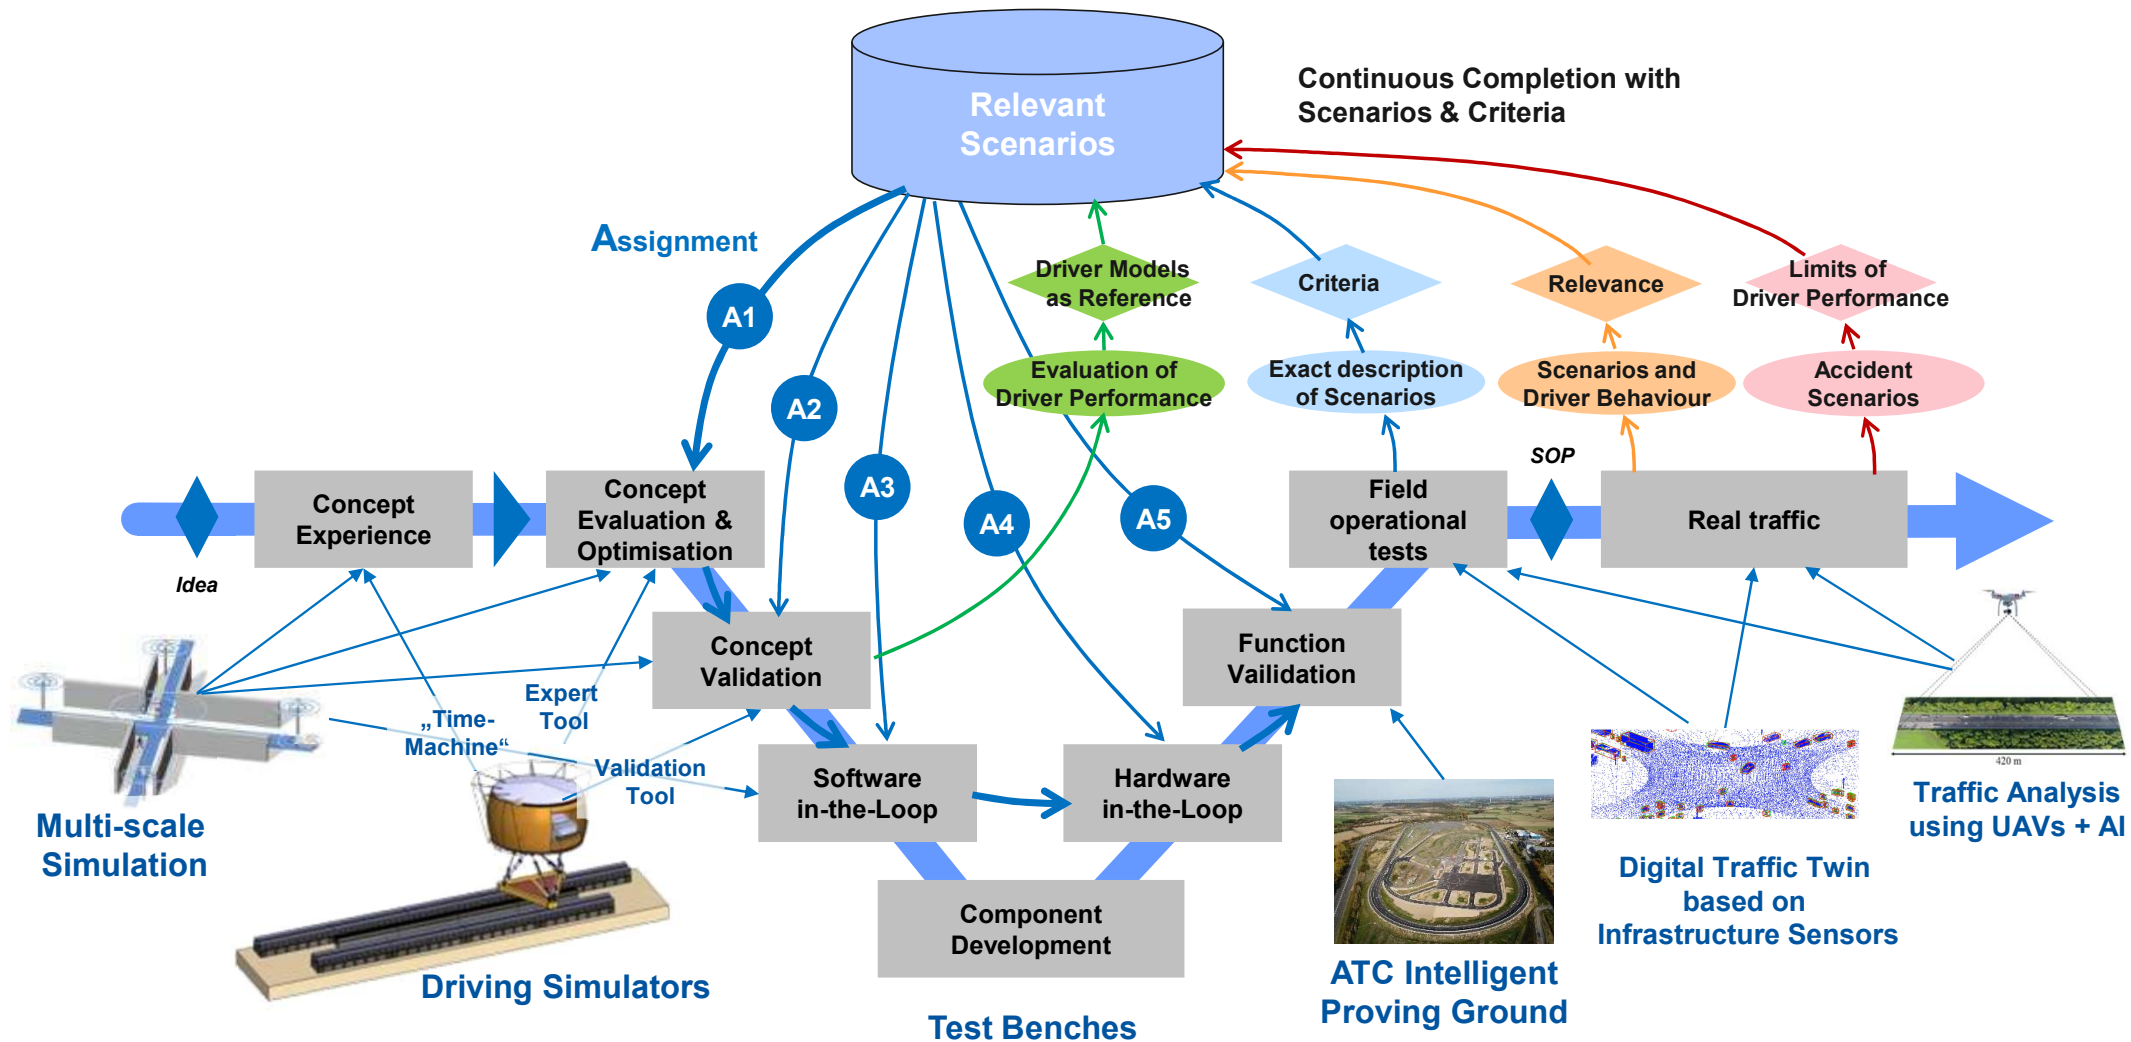 Relevant
Scenarios
Continuous Completion with
Scenarios & Criteria
Assignment
A1
A2
A3
A4
A5
Driver Models
as Reference
Criteria
Relevance
Limits of
Driver Performance
Evaluation of
Driver Performance
Exact description
of Scenarios
Scenarios and
Driver Behaviour
Accident
Scenarios
Idea
Concept
Experience
Concept
Evaluation &
Optimisation
Field
operational
tests
SOP
Real traffic
Concept
Validation
Function
Vailidation
Software
in-the-Loop
Hardware
in-the-Loop
Component
Development
„Time-
Machine“
Expert
Tool
Validation
Tool
Multi-scale
Simulation
Driving Simulators
Test Benches
ATC Intelligent
Proving Ground
Digital Traffic Twin
based on
Infrastructure Sensors
420 m
Traffic Analysis
using UAVs + AI